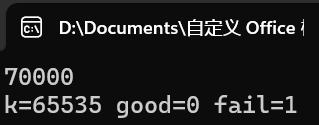 D:\Documents\自定义 Office
70000
k=65535 good=0 fail=1